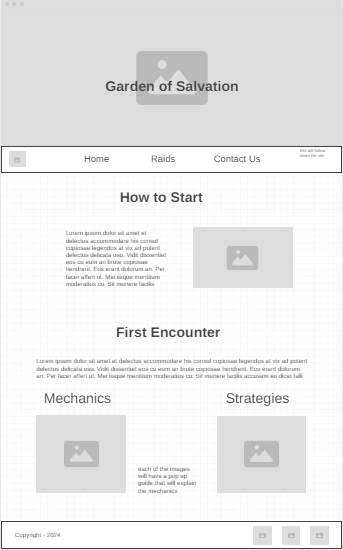 Garden of Salvation
Home Raids Contact Us
this will follow
down the site
How to Start
Lorem ipsum dolor sit amet et
delectus accommodare his consul
copiosae legendos at vix ad putent
delectus delicata usu. Vidit dissentiet
eos cu eum an brute copiosae
hendrerit. Eos erant dolorum an. Per
facer affert ut. Mei iisque mentitum
moderatius cu. Sit munere facilis
First Encounter
Lorem ipsum dolor sit amet et delectus accommodare his consul copiosae legendos at vix ad putent
delectus delicata usu. Vidit dissentiet eos cu eum an brute copiosae hendrerit. Eos erant dolorum
an. Per facer affert ut. Mei iisque mentitum moderatius cu. Sit munere facilis accusam eu dicat falli
Mechanics Strategies
each of the images
will have a pop up
guide that will explain
the mechanics
Copyright - 2024